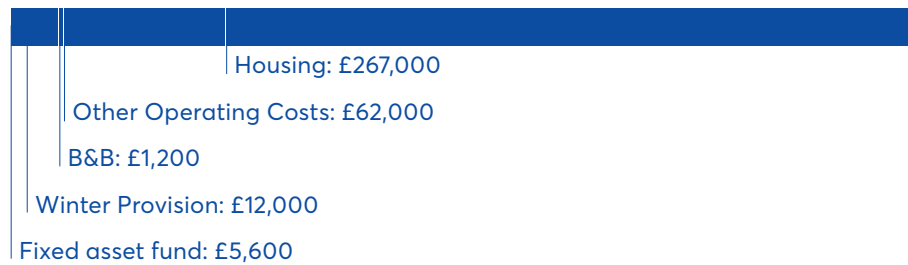 Housing: £267,000
Other Operating Costs: £62,000
B&B: £1,200
Winter Provision: £12,000
Fixed asset fund: £5,600